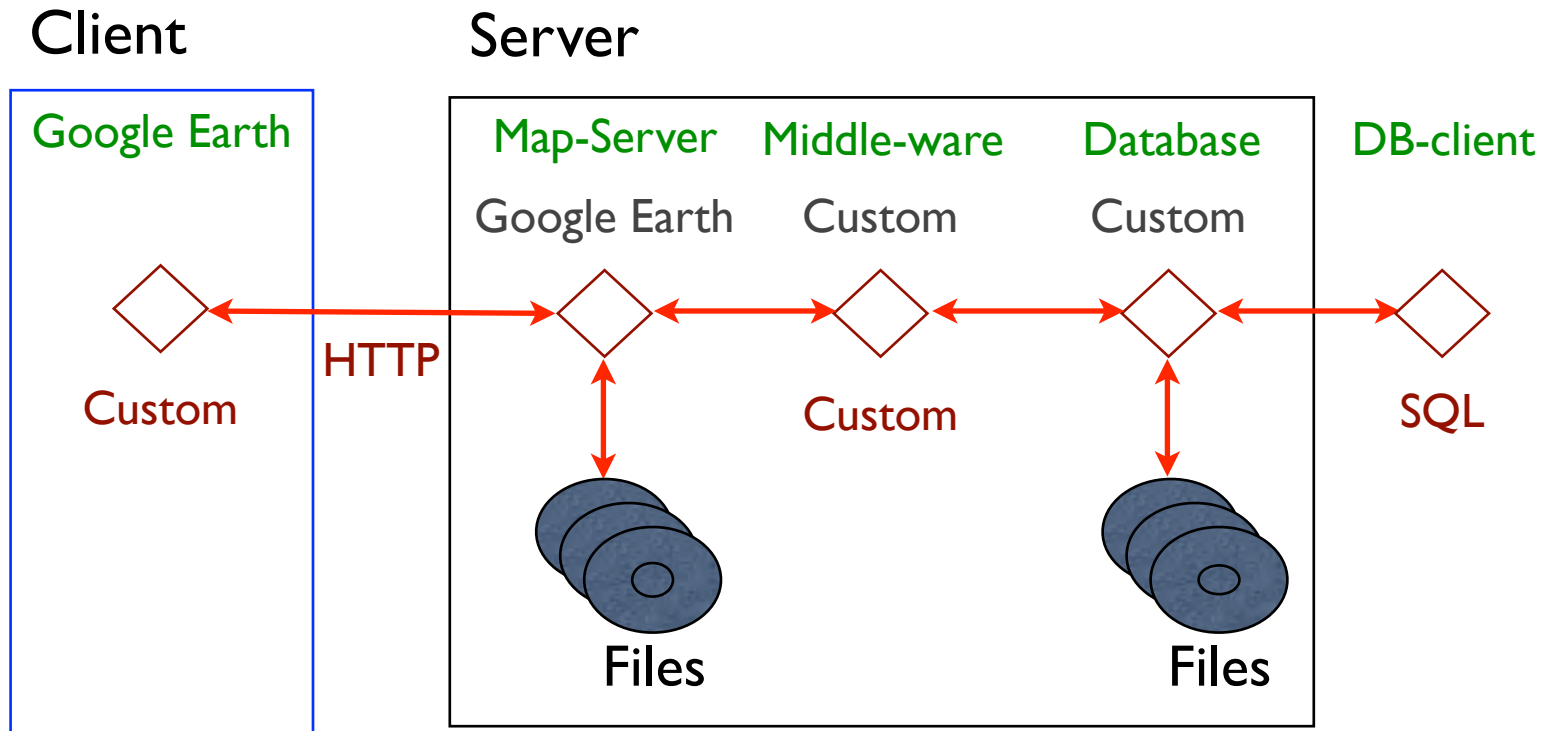 Client
Server
Google Earth
Map-Server
Middle-ware
Database
DB-client
Google Earth
Custom
Custom
HTTP
Custom
Custom
SQL
Files
Files